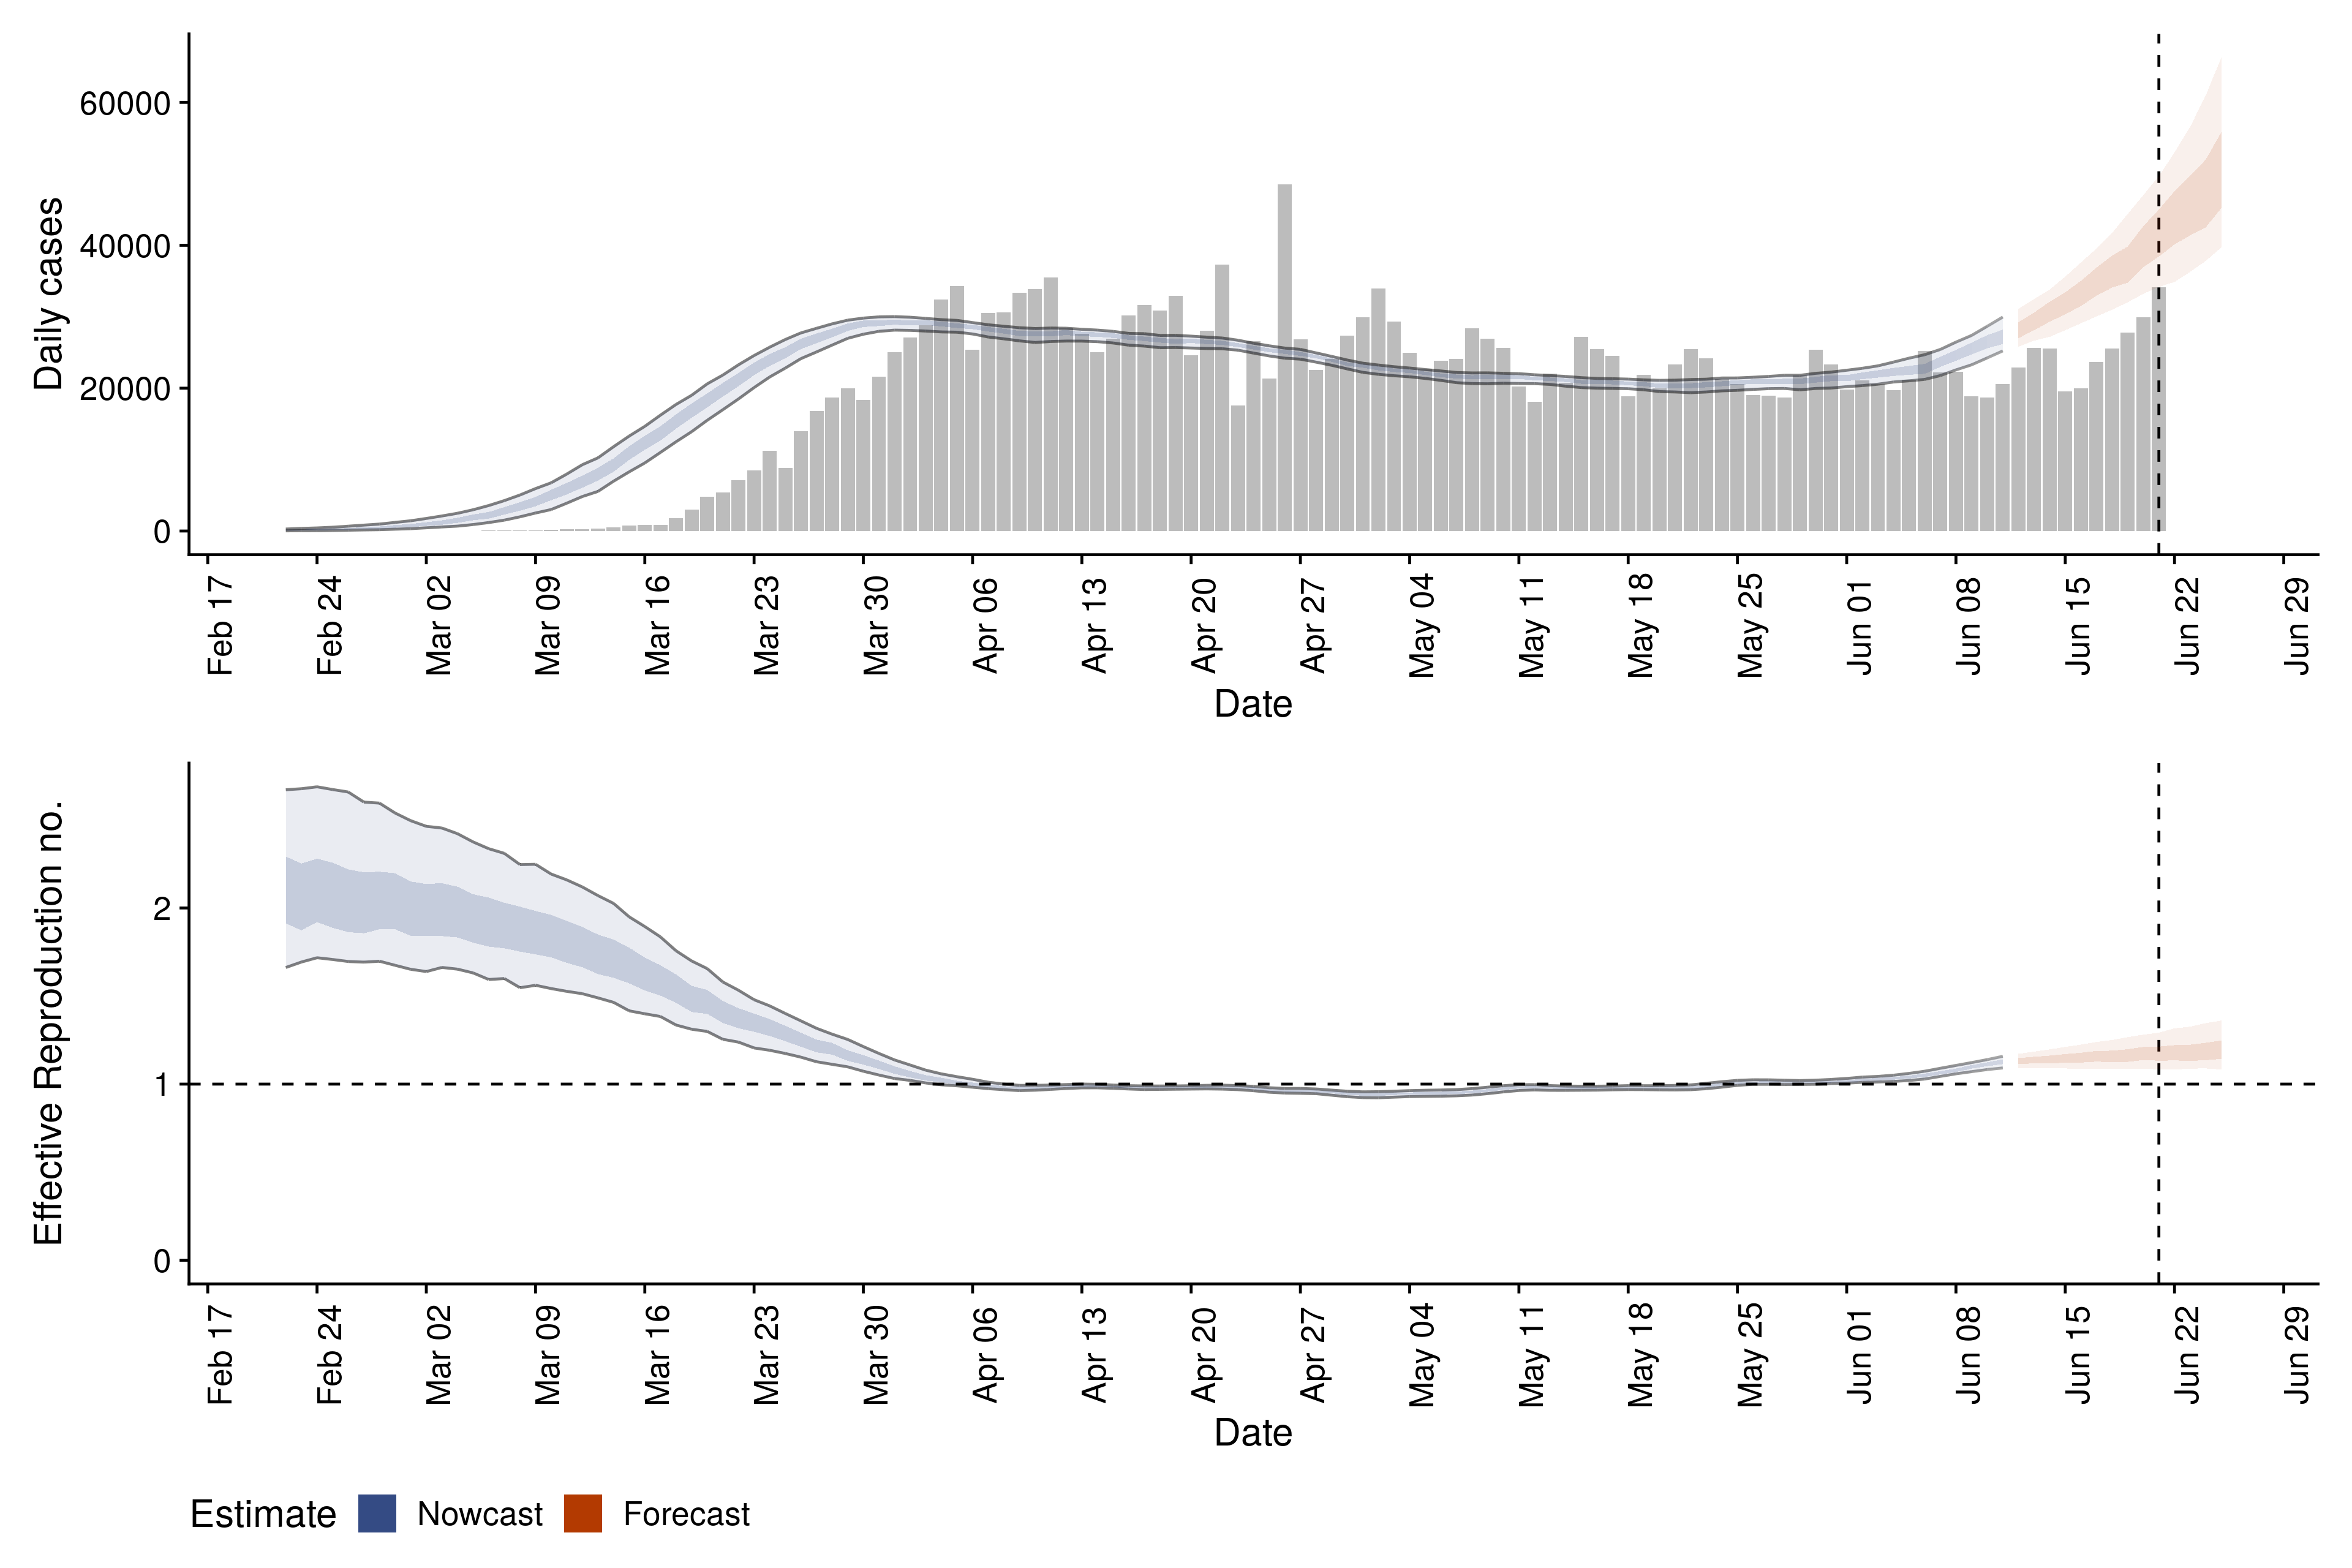 Daily cases
60000
40000
20000
0
Feb 17 Feb 24 Mar 02 Mar 09 Mar 16 Mar 23 Mar 30 Apr 06 Apr 13 Apr 20 Apr 27 May 04 May 11 May 18 May 25 Jun 01 Jun 08 Jun 15 Jun 22 Jun 29
Date
Effective Reproduction no.
2
1
0
Feb 17 Feb 24 Mar 02 Mar 09 Mar 16 Mar 23 Mar 30 Apr 06 Apr 13 Apr 20 Apr 27 May 04 May 11 May 18 May 25 Jun 01 Jun 08 Jun 15 Jun 22 Jun 29
Date
Estimate Nowcast Forecast